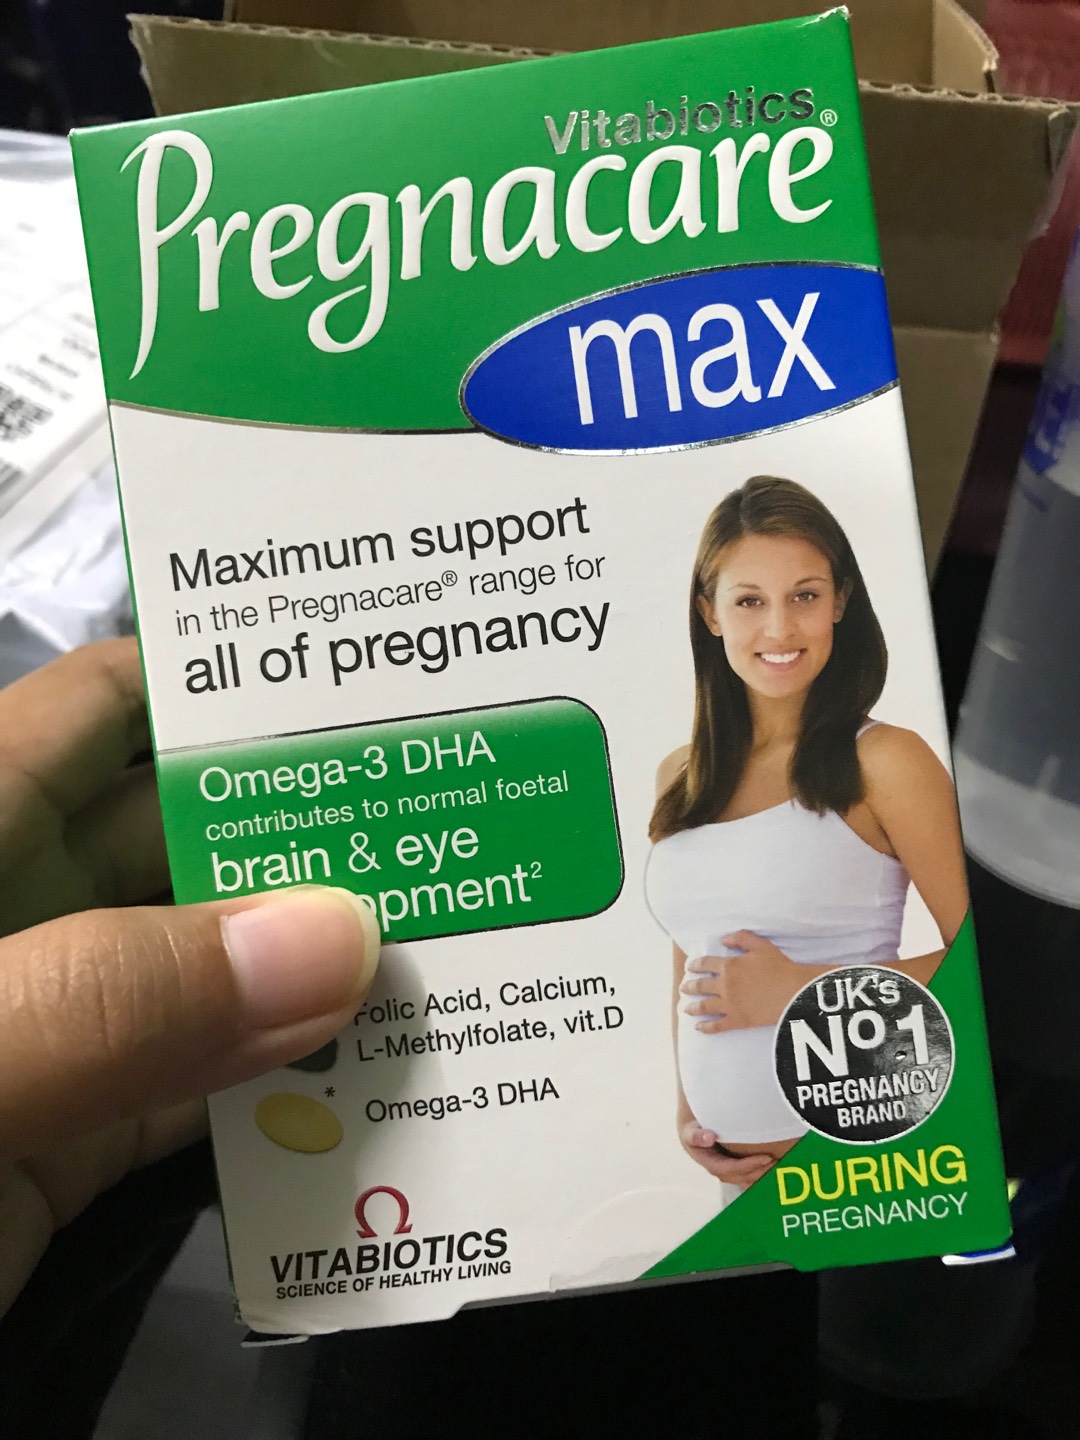 Vitabiotics®
Pregnacare
max
Maximum support
in the Pregnacare® range for
all of pregnancy
Omega-3 DHA
contributes to normal foetal
brain & eye
opment²
Folic Acid, Calcium,
L-Methylfolate, vit.D
*
Omega-3 DHA
UK's
Nº 1
PREGNANCY
BRAND
DURING
PREGNANCY
VITABIOTICS
SCIENCE OF HEALTHY LIVING